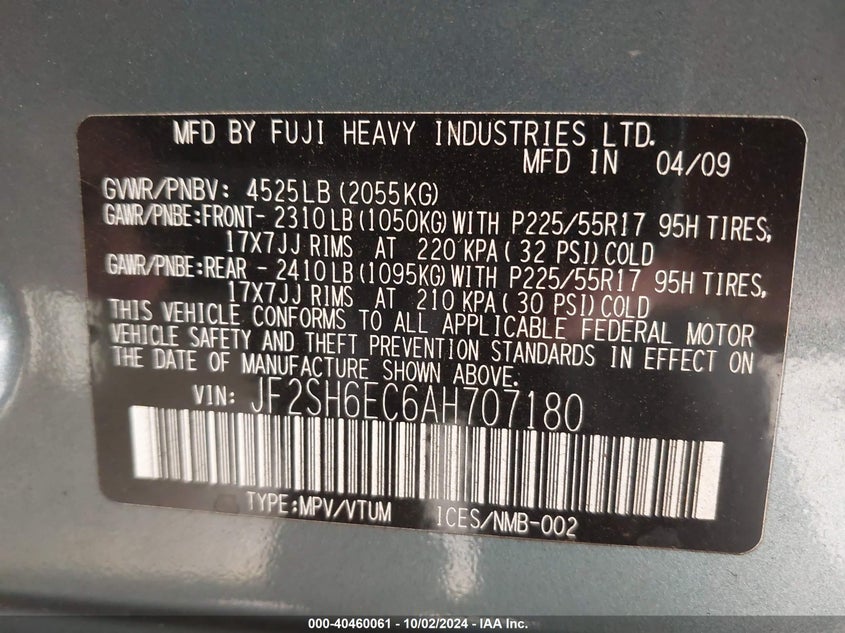 MFD BY FUJI HEAVY INDUSTRIES LTD.
MFD IN 04/09
GVWR/PNBV: 4525LB (2055KG)
GAWR/PNBE:FRONT- 2310 LB (1050KG) WITH P225/55R17 95H TIRES,
17X7JJ RIMS AT 220 KPA ( 32 PSI) COLD
GAWR/PNBE:REAR - 2410 LB (1095KG) WITH P225/55R17 95H TIRES,
17X7JJ RIMS AT 210 KPA ( 30 PSI) COLD
THIS VEHICLE CONFORMS TO ALL APPLICABLE FEDERAL MOTOR
VEHICLE SAFETY AND THEFT PREVENTION STANDARDS IN EFFECT ON
THE DATE OF MANUFACTURE SHOWN ABOVE.
VIN: JF2SH6EC6AH707180
TYPE:MPV/VTUM ICES/NMB-002
000-40460061 - 10/02/2024 - IAA Inc.